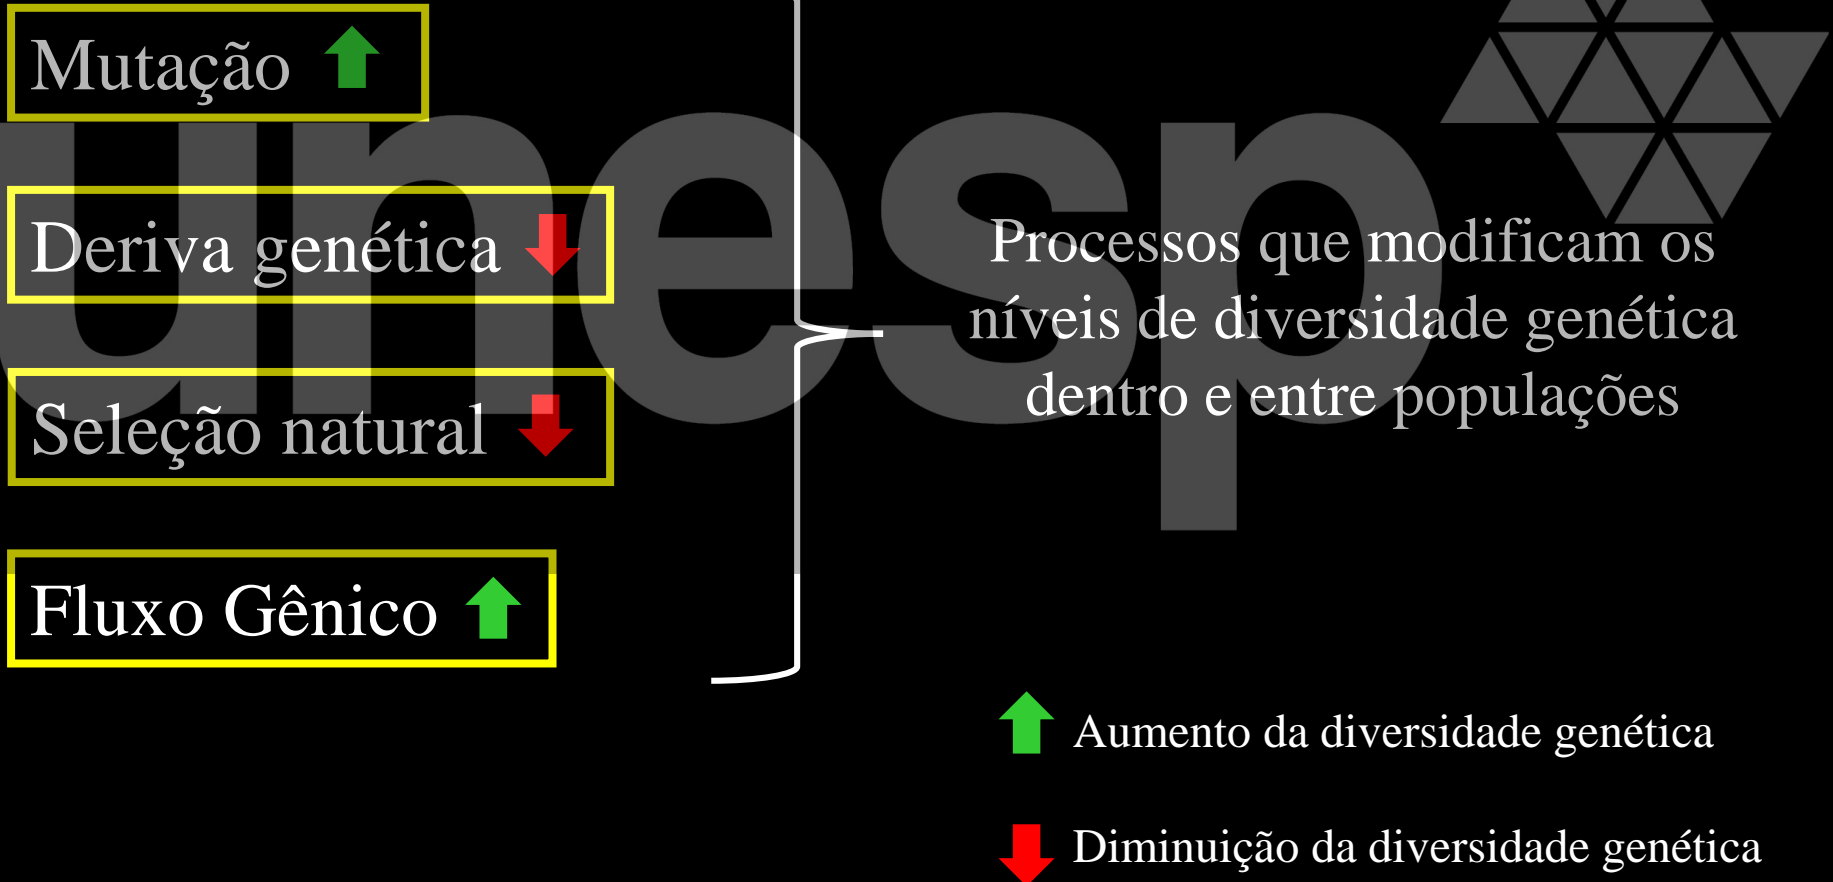 Mutação
Deriva genética
Seleção natural
Fluxo Gênico
Processos que modificam os
níveis de diversidade genética
dentro e entre populações
Aumento da diversidade genética
Diminuição da diversidade genética
unesp